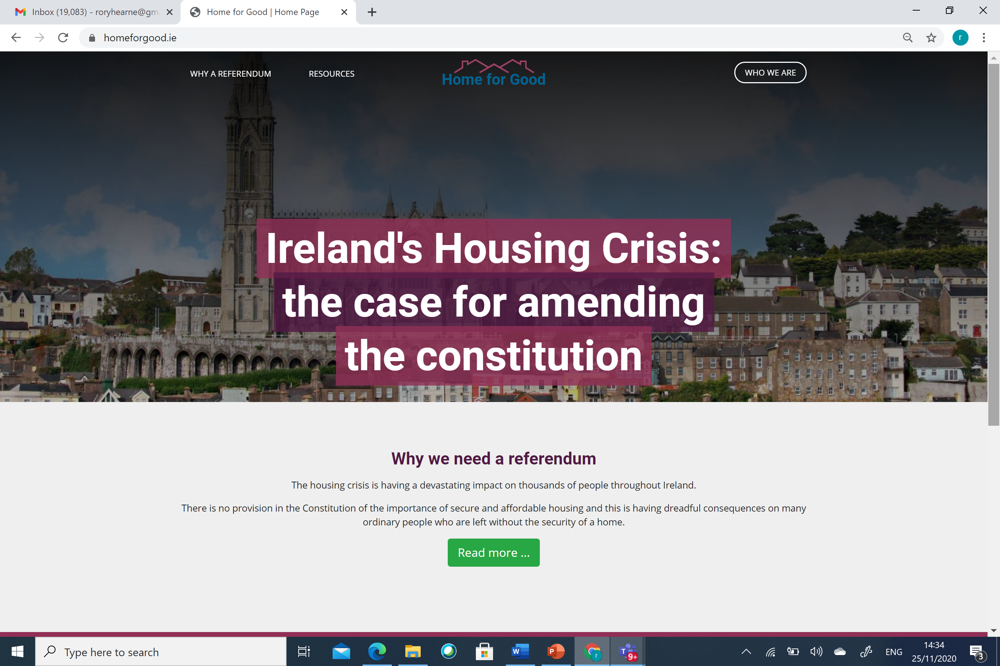 Inbox (19,083) - roryhearne@gm
Home for Good | Home Page
homeforgood.ie
r
WHY A REFERENDUM
RESOURCES
Home for Good
WHO WE ARE
Ireland's Housing Crisis:
the case for amending
the constitution
Why we need a referendum
The housing crisis is having a devastating impact on thousands of people throughout Ireland.
There is no provision in the Constitution of the importance of secure and affordable housing and this is having dreadful consequences on many
ordinary people who are left without the security of a home.
Read more ...
Type here to search
W
P
r
T
9+
ENG
14:34
25/11/2020
3